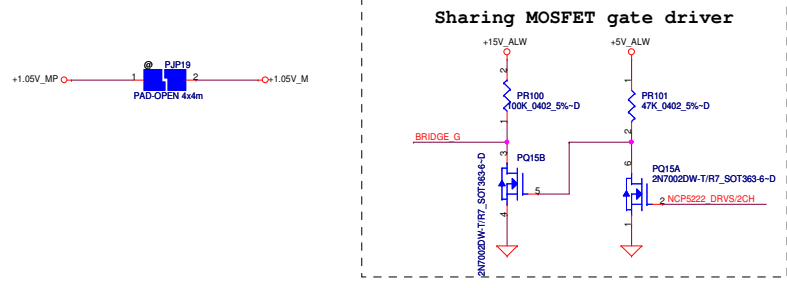 Sharing MOSFET gate driver
+15V_ALW
+5V_ALW
@
PJP19
+1.05V_MP
1
2
+1.05V_M
PAD-OPEN 4x4m
2
PR100
100K_0402_5%~D
1
1
PR101
47K_0402_5%~D
2
BRIDGE_G
3
PQ15B
5
4
2N7002DW-T/R7_SOT363-6~D
6
PQ15A
2N7002DW-T/R7_SOT363-6~D
2
NCP5222_DRVS/2CH
1